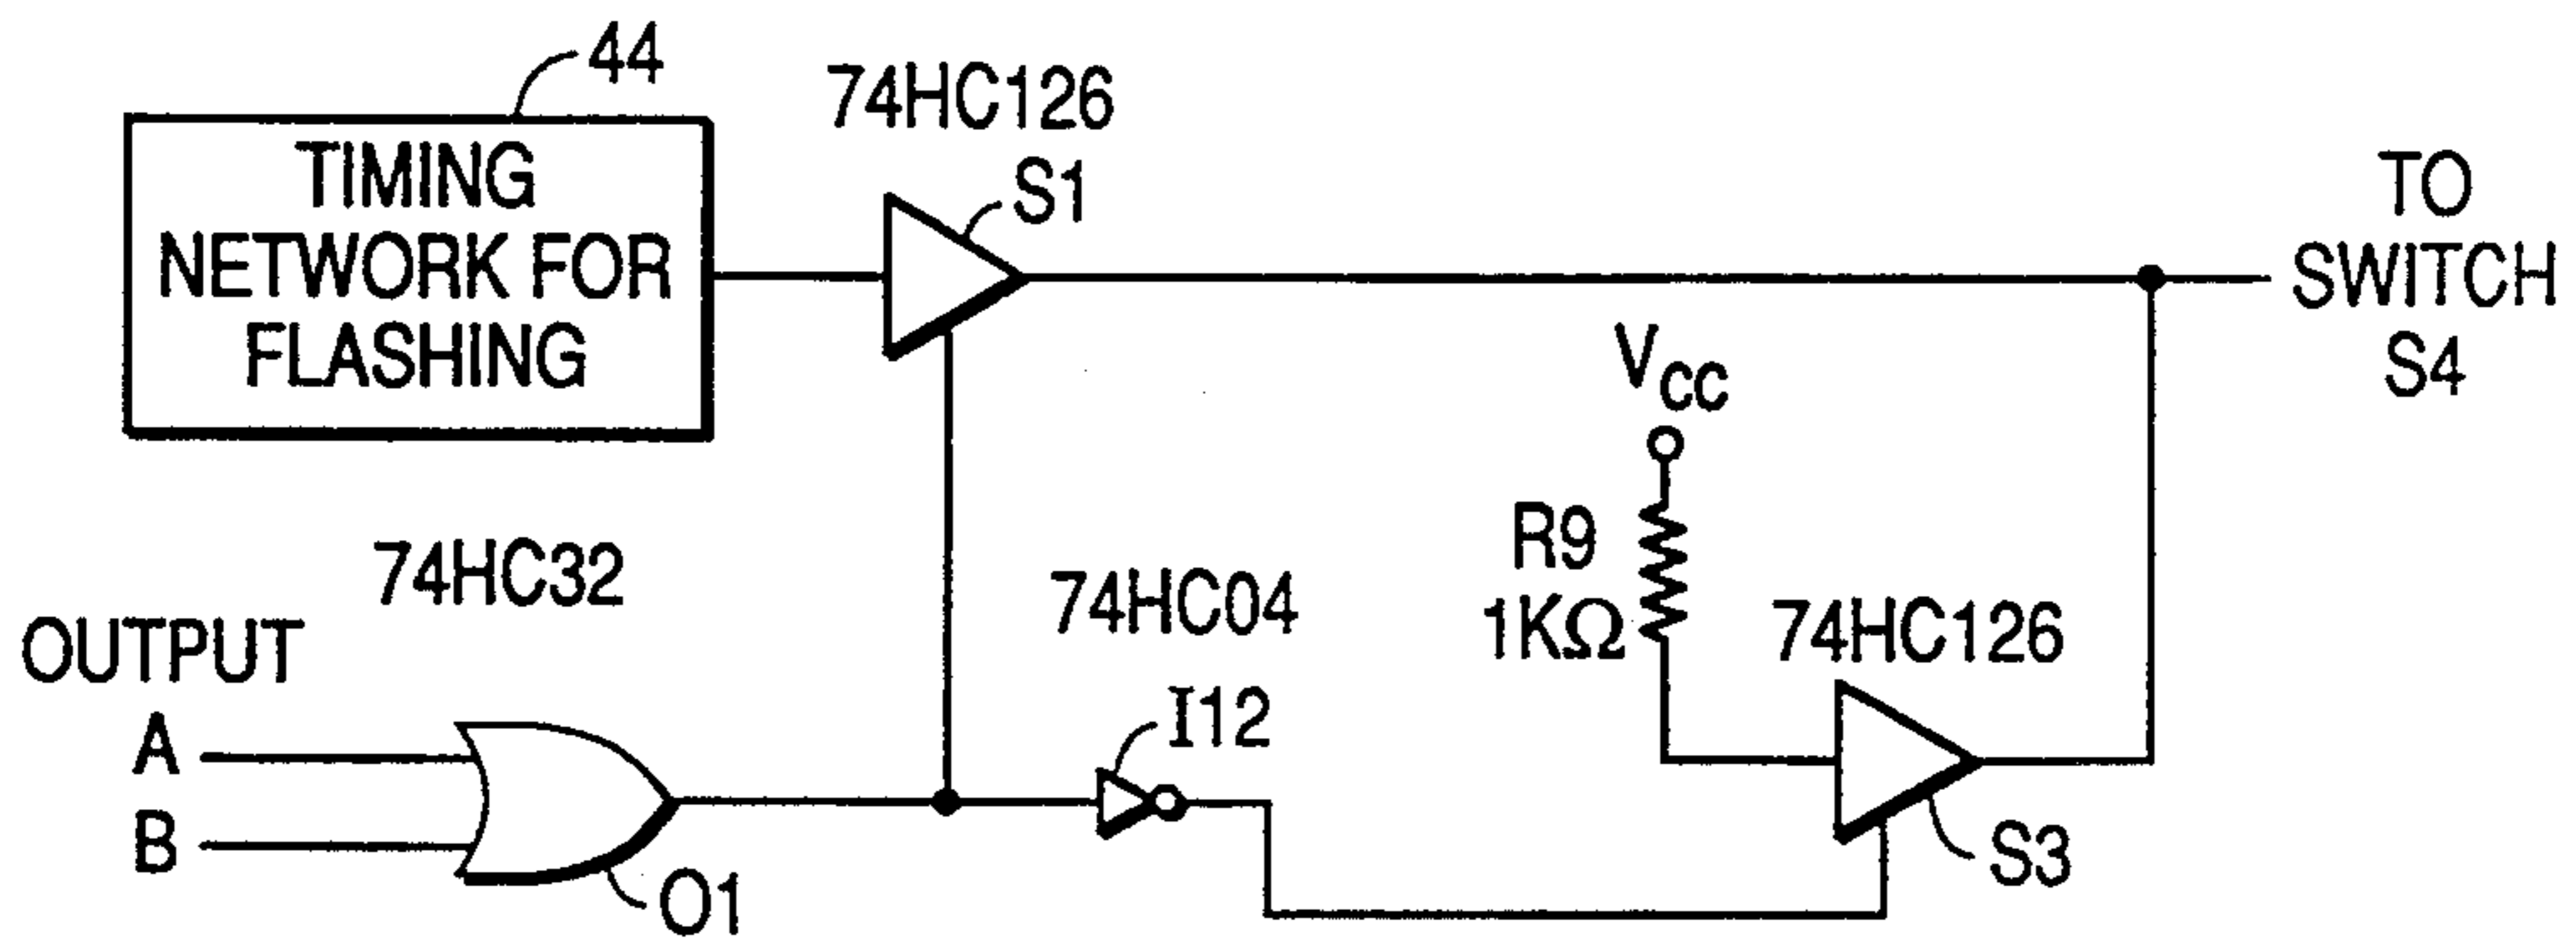 44
TIMING
NETWORK FOR
FLASHING
74HC126
S1
TO
SWITCH
S4
VCC
R9
1KΩ
74HC32
74HC04
74HC126
OUTPUT
A
B
I12
O1
S3